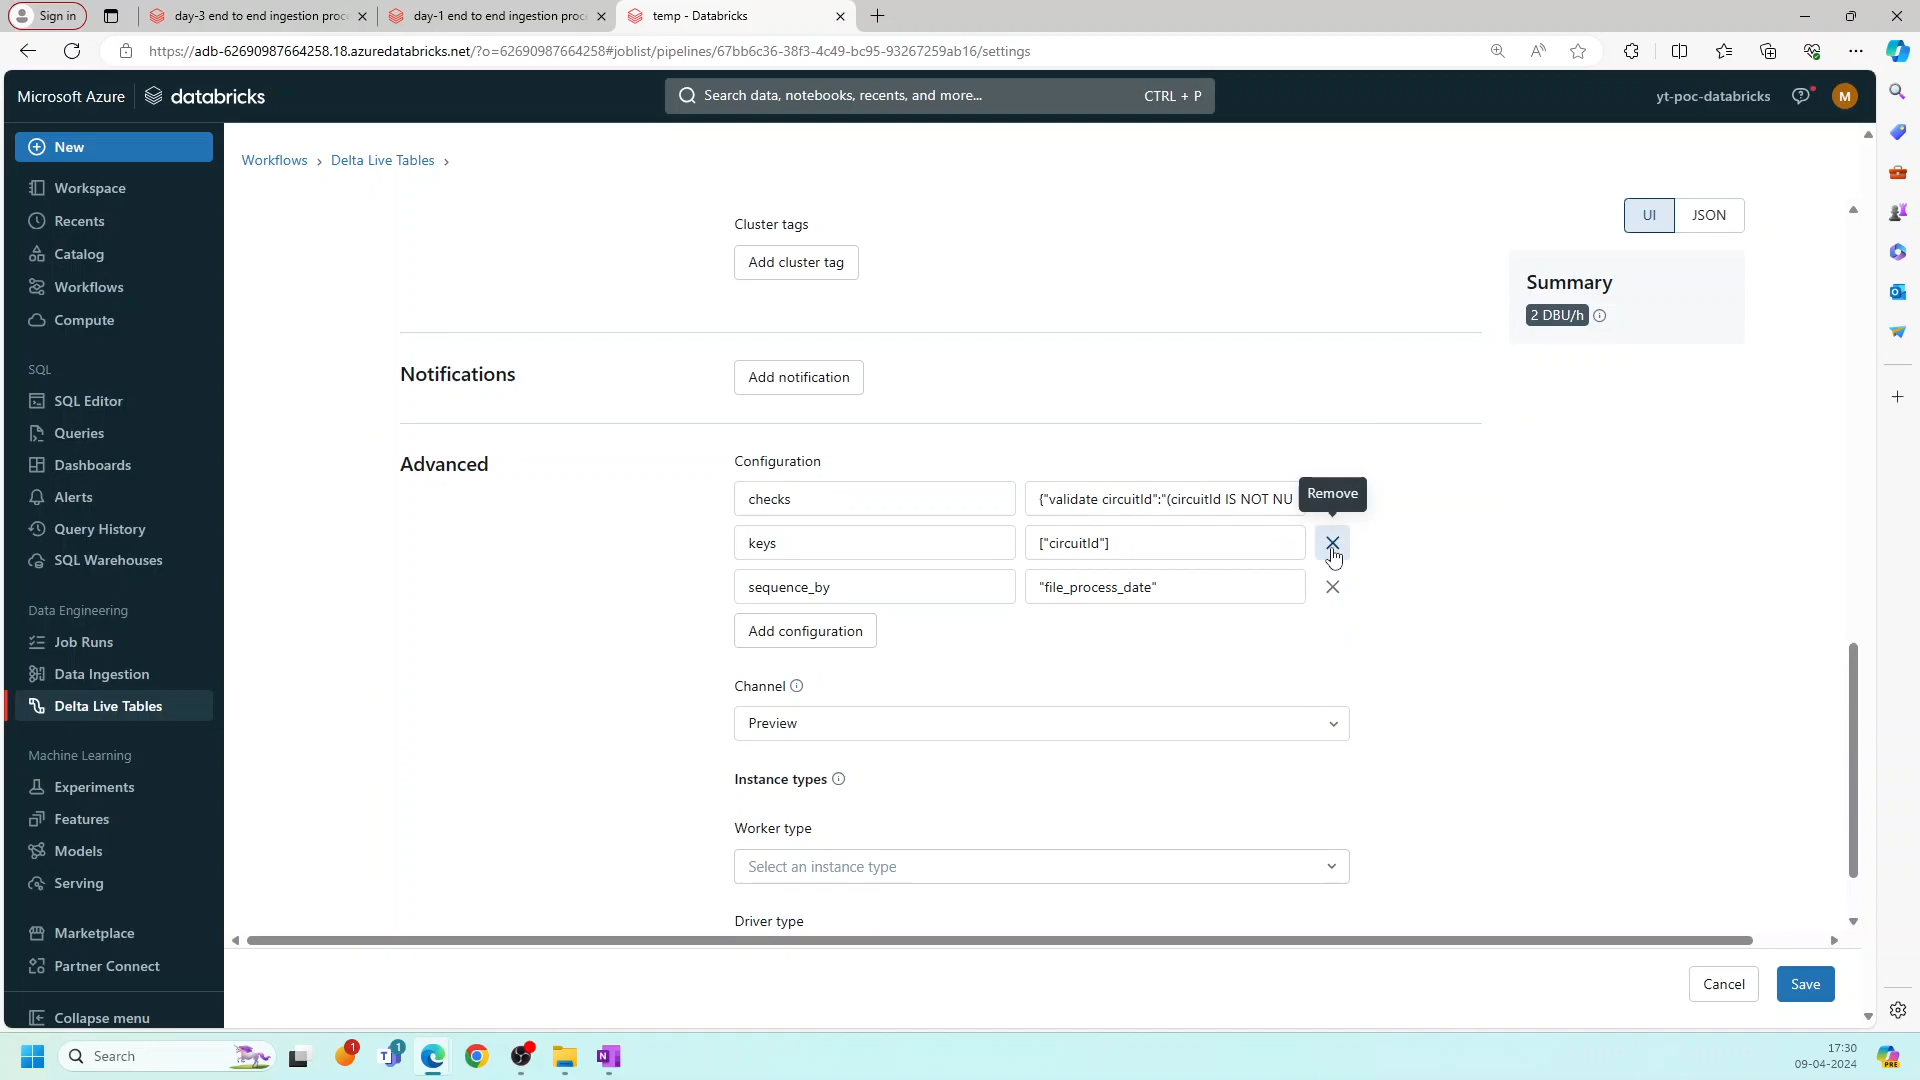 Sign in
day-3 end to end ingestion proc
day-1 end to end ingestion proc
temp - Databricks
https://adb-62690987664258.18.azuredatabricks.net/?o=62690987664258#joblist/pipelines/67bb6c36-38f3-4c49-bc95-93267259ab16/settings
Microsoft Azure
databricks
Search data, notebooks, recents, and more...
CTRL + P
yt-poc-databricks
M
New
Workspace
Recents
Catalog
Workflows
Compute
SQL
SQL Editor
Queries
Dashboards
Alerts
Query History
SQL Warehouses
Data Engineering
Job Runs
Data Ingestion
Delta Live Tables
Machine Learning
Experiments
Features
Models
Serving
Marketplace
Partner Connect
Collapse menu
Workflows › Delta Live Tables ›
UI
JSON
Summary
2 DBU/h
Cluster tags
Add cluster tag
Notifications
Add notification
Advanced
Configuration
checks
{"validate circuitId":"(circuitId IS NOT NU
Remove
keys
["circuitId"]
sequence_by
"file_process_date"
Add configuration
Channel
Preview
Instance types
Worker type
Select an instance type
Driver type
Cancel
Save
Search
1
1
17:30
09-04-2024
PRE